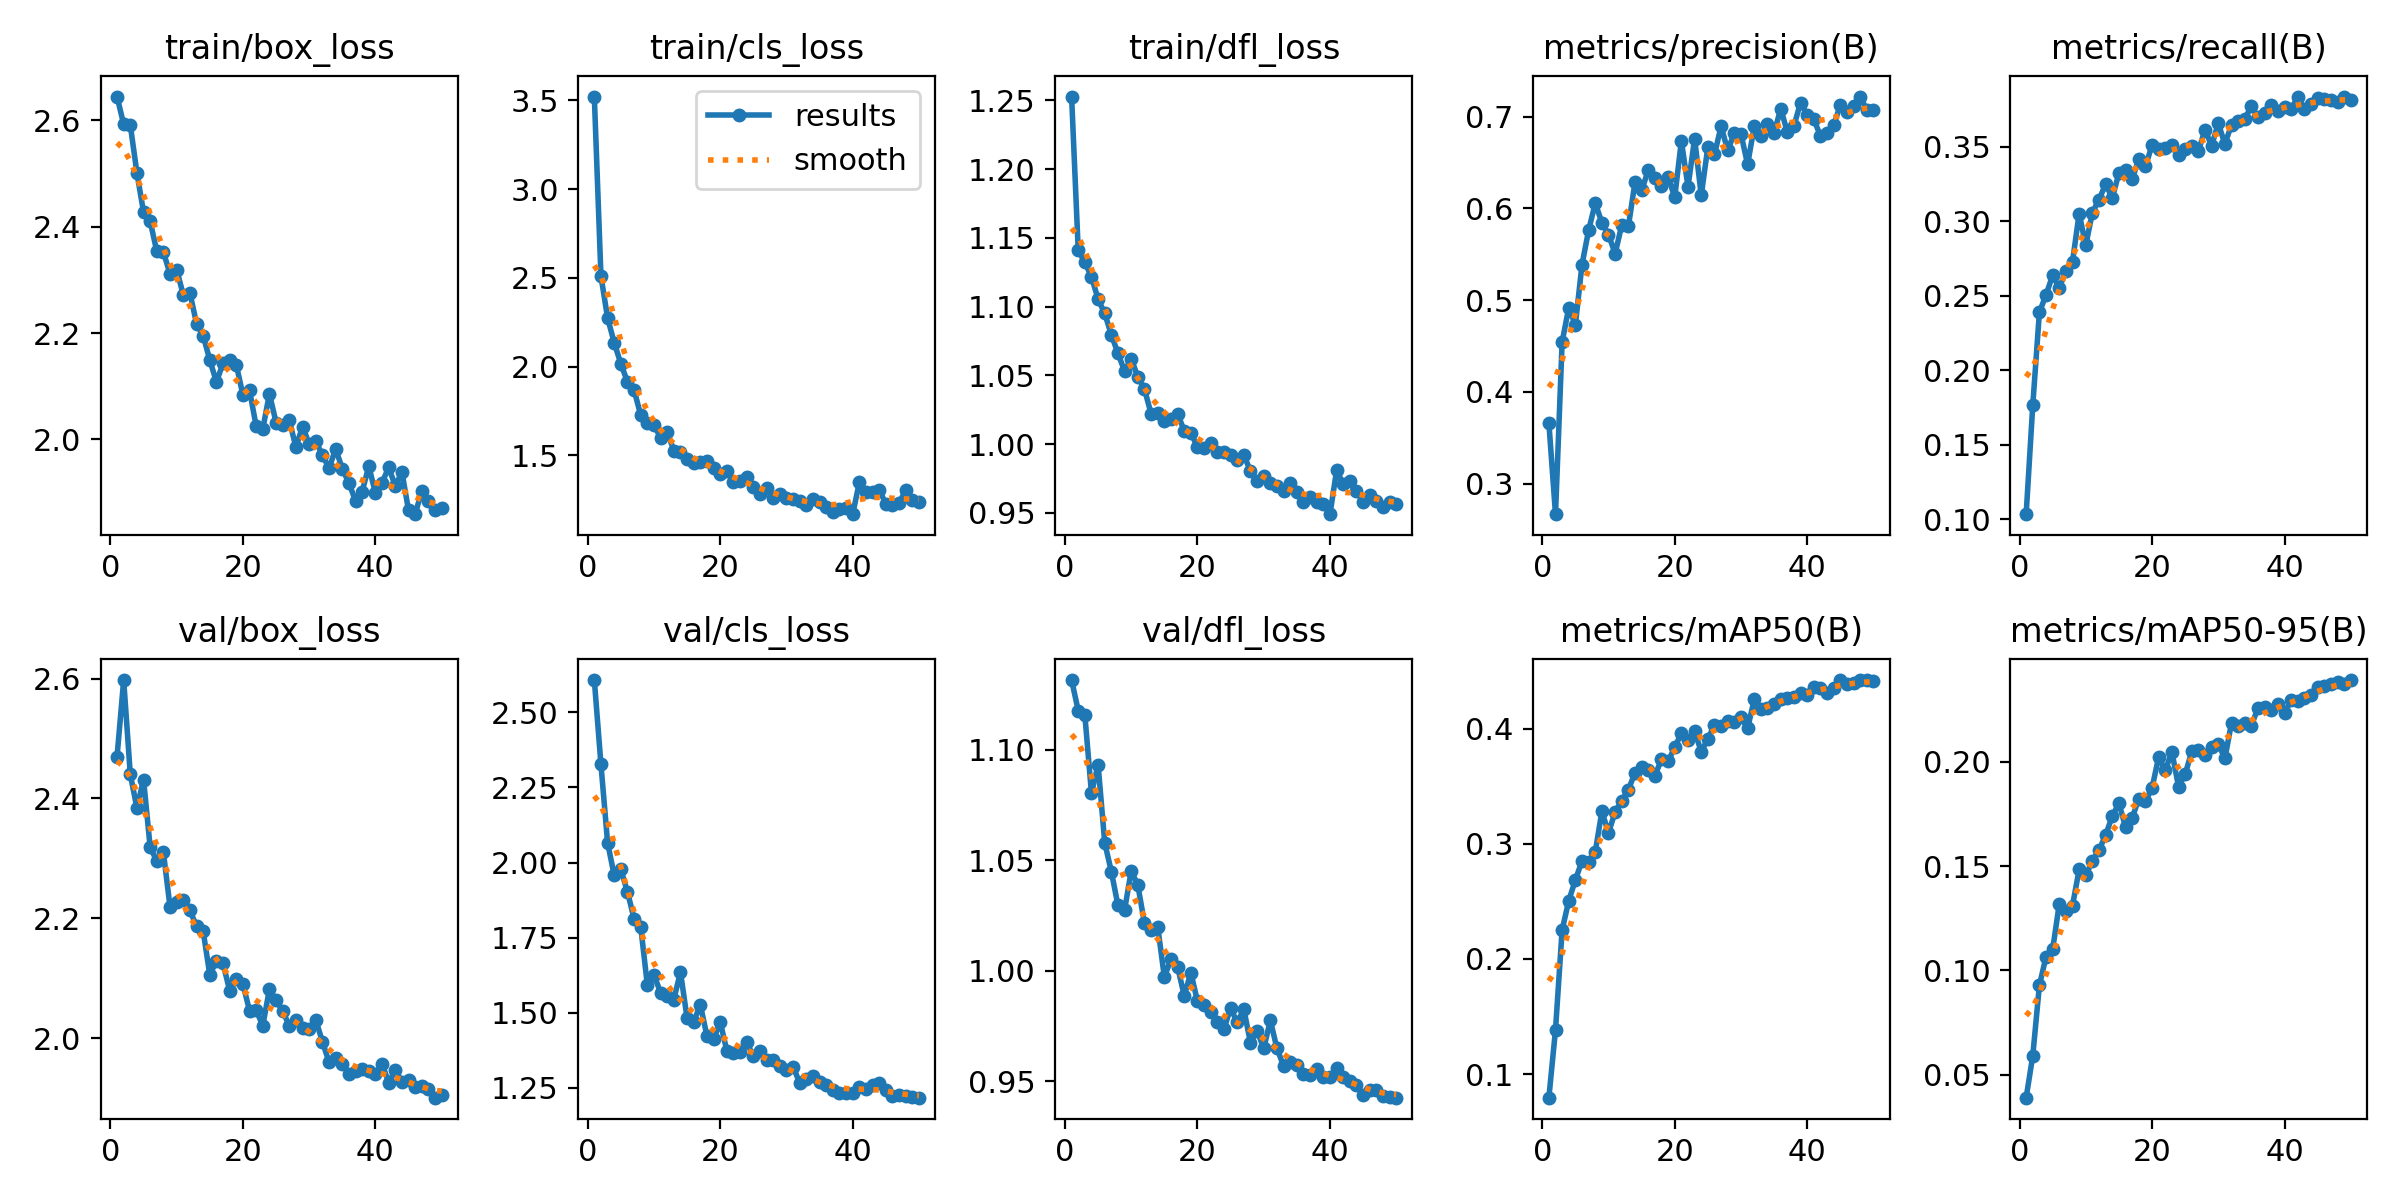 train/box_loss
2.6
2.4
2.2
2.0
0 20 40
train/cls_loss
results
smooth
3.5
3.0
2.5
2.0
1.5
0 20 40
train/dfl_loss
1.25
1.20
1.15
1.10
1.05
1.00
0.95
0 20 40
metrics/precision(B)
0.7
0.6
0.5
0.4
0.3
0 20 40
metrics/recall(B)
0.35
0.30
0.25
0.20
0.15
0.10
0 20 40
val/box_loss
2.6
2.4
2.2
2.0
0 20 40
val/cls_loss
2.50
2.25
2.00
1.75
1.50
1.25
0 20 40
val/dfl_loss
1.10
1.05
1.00
0.95
0 20 40
metrics/mAP50(B)
0.4
0.3
0.2
0.1
0 20 40
metrics/mAP50-95(B)
0.20
0.15
0.10
0.05
0 20 40